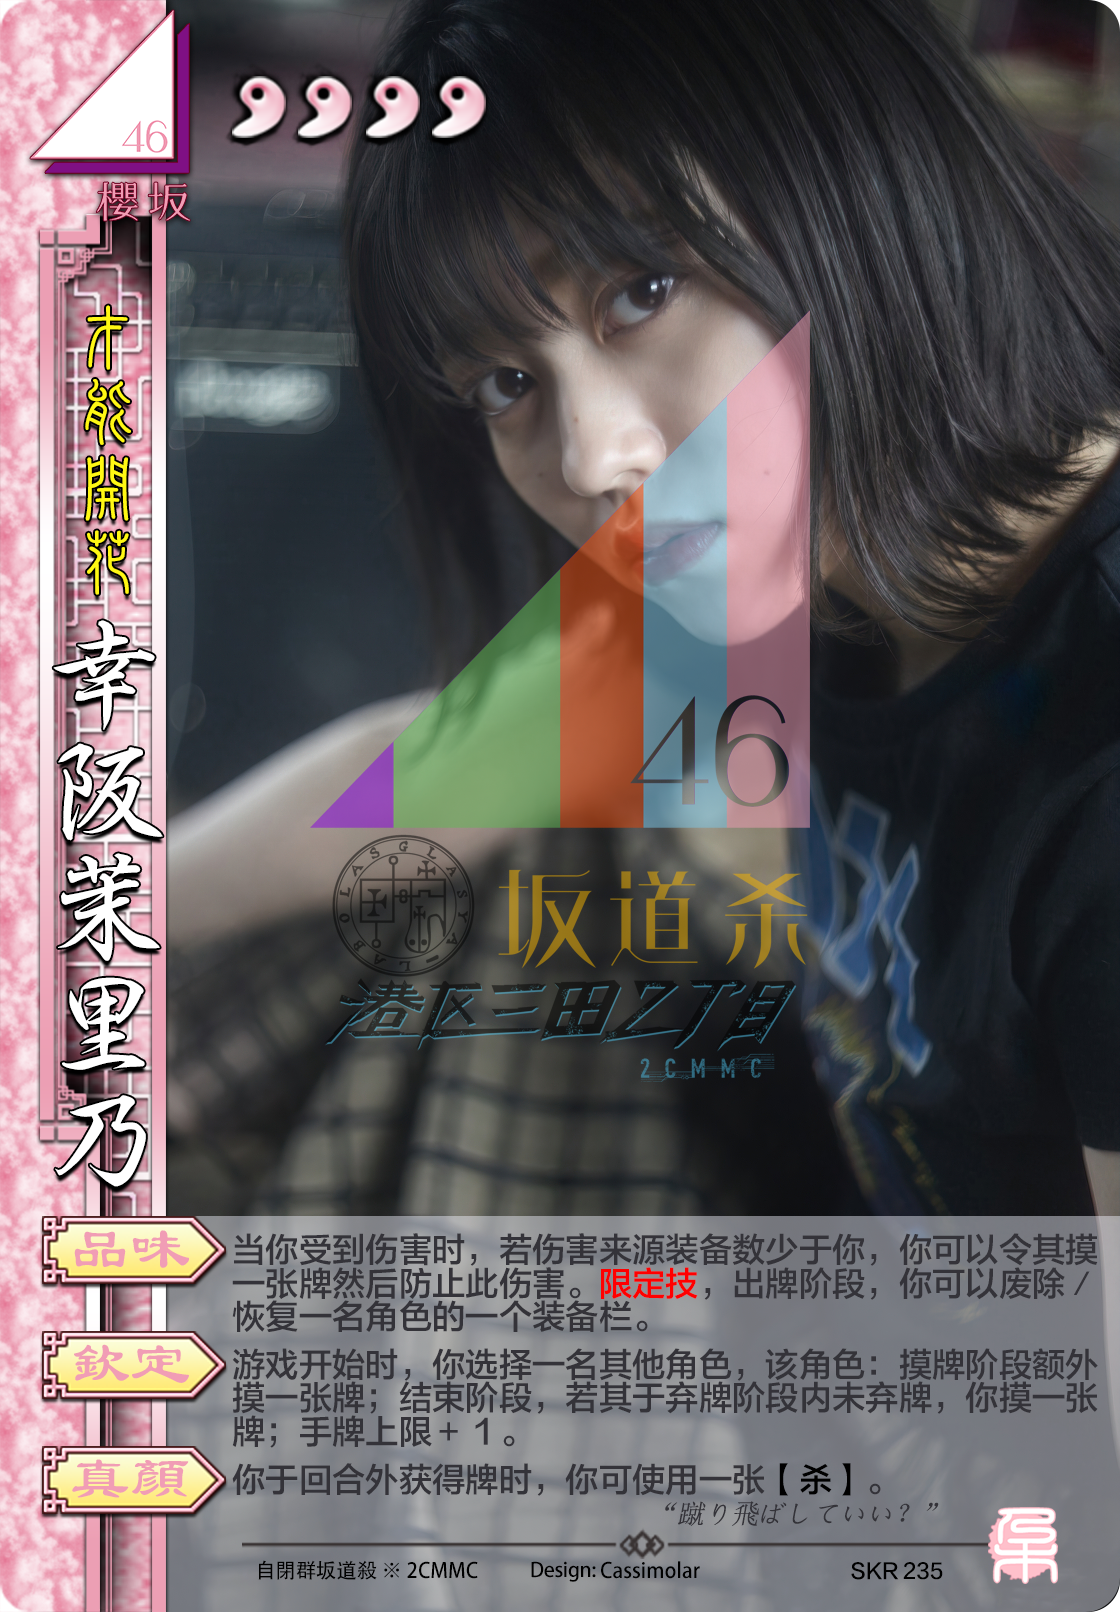 46
櫻坂
才能開花
幸阪茉里乃
46
GLASYA-LABOLAS
坂道杀
港区三田2丁目
2CMMC
品味
当你受到伤害时，若伤害来源装备数少于你，你可以令其摸
一张牌然后防止此伤害。限定技，出牌阶段，你可以废除/
恢复一名角色的一个装备栏。
欽定
游戏开始时，你选择一名其他角色，该角色：摸牌阶段额外
摸一张牌；结束阶段，若其于弃牌阶段内未弃牌，你摸一张
牌；手牌上限+1。
真顏
你于回合外获得牌时，你可使用一张【杀】。
“蹴り飛ばしていい？”
自閉群坂道殺 ※ 2CMMC
Design: Cassimolar
SKR 235